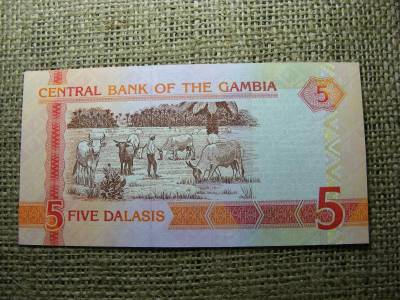 CENTRAL BANK OF THE GAMBIA
5
5 FIVE DALASIS 5